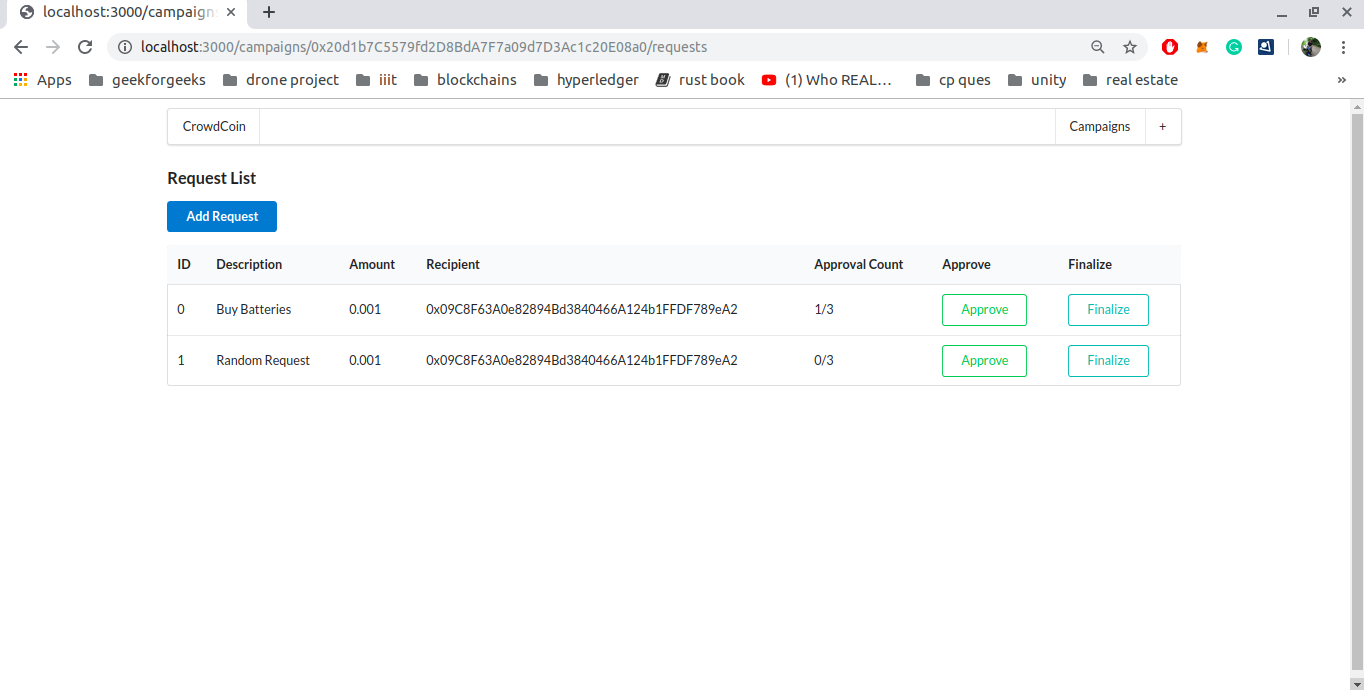 localhost:3000/campaign
localhost:3000/campaigns/0x20d1b7C5579fd2D8BdA7F7a09d7D3Ac1c20E08a0/requests
Apps geekforgeeks drone project iiit blockchains hyperledger rust book (1) Who REAL... cp ques unity real estate »
CrowdCoin Campaigns +
Request List
Add Request
ID Description Amount Recipient Approval Count Approve Finalize
0 Buy Batteries 0.001 0x09C8F63A0e82894Bd3840466A124b1FFDF789eA2 1/3 Approve Finalize
1 Random Request 0.001 0x09C8F63A0e82894Bd3840466A124b1FFDF789eA2 0/3 Approve Finalize